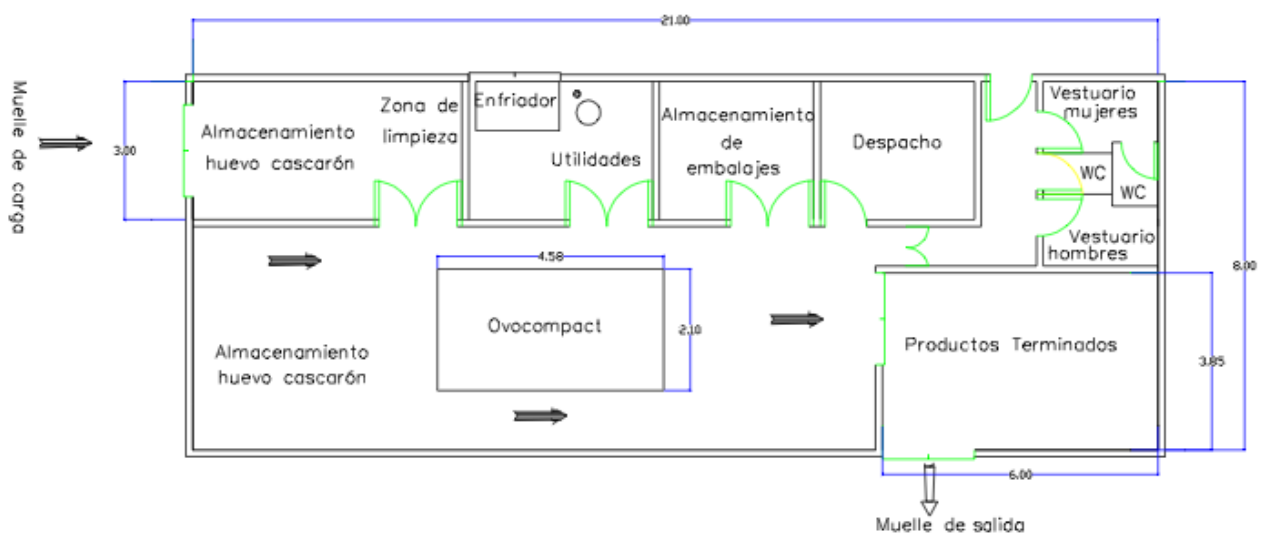 21.00
Muelle de carga
3.00
Almacenamiento
huevo cascarón
Zona de
limpieza
Enfriador
Utilidades
Almacenamiento
de
embalajes
Despacho
Vestuario
mujeres
WC
WC
Vestuario
hombres
8.00
4.58
Ovocompact
2.10
Almacenamiento
huevo cascarón
Productos Terminados
3.85
6.00
Muelle de salida